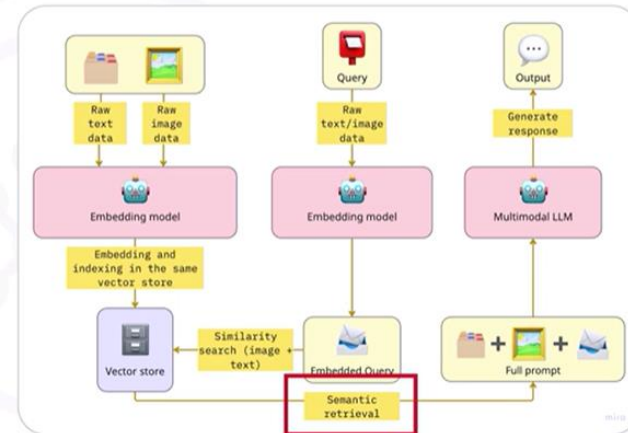 Query
Output
Raw
text
data
Raw
image
data
Raw
text/image
data
Generate
response
Embedding model
Embedding model
Multimodal LLM
Embedding and
indexing in the same
vector store
Similarity
search (image +
text)
Vector store
Embedded Query
Full prompt
Semantic
retrieval
miro